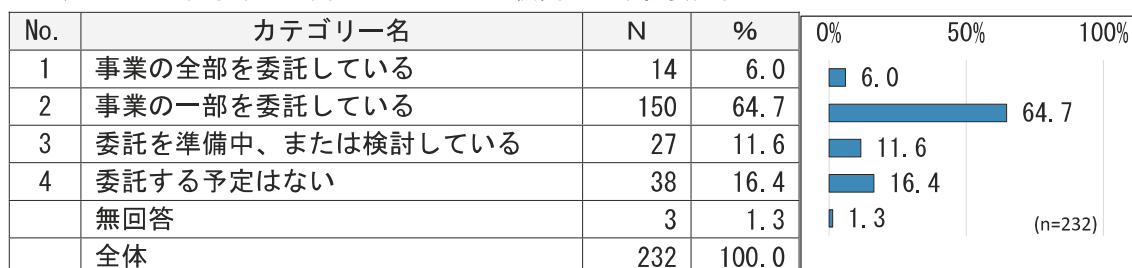 No. カテゴリー名 N % 0% 50% 100%
1 事業の全部を委託している 14 6.0 6.0
2 事業の一部を委託している 150 64.7 64.7
3 委託を準備中、または検討している 27 11.6 11.6
4 委託する予定はない 38 16.4 16.4
無回答 3 1.3 1.3 (n=232)
全体 232 100.0